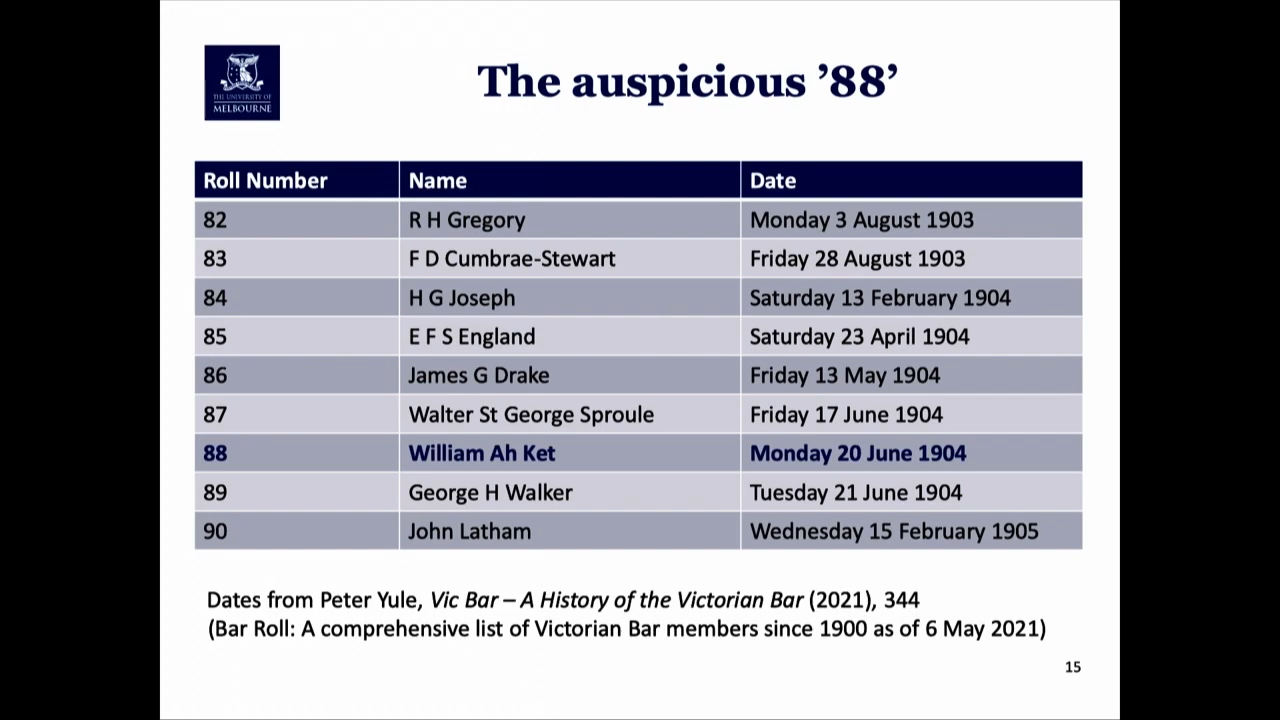 THE UNIVERSITY OF
MELBOURNE
The auspicious ’88’
Roll Number Name Date
82 R H Gregory Monday 3 August 1903
83 F D Cumbrae-Stewart Friday 28 August 1903
84 H G Joseph Saturday 13 February 1904
85 E F S England Saturday 23 April 1904
86 James G Drake Friday 13 May 1904
87 Walter St George Sproule Friday 17 June 1904
88 William Ah Ket Monday 20 June 1904
89 George H Walker Tuesday 21 June 1904
90 John Latham Wednesday 15 February 1905
Dates from Peter Yule, Vic Bar – A History of the Victorian Bar (2021), 344
(Bar Roll: A comprehensive list of Victorian Bar members since 1900 as of 6 May 2021)
15